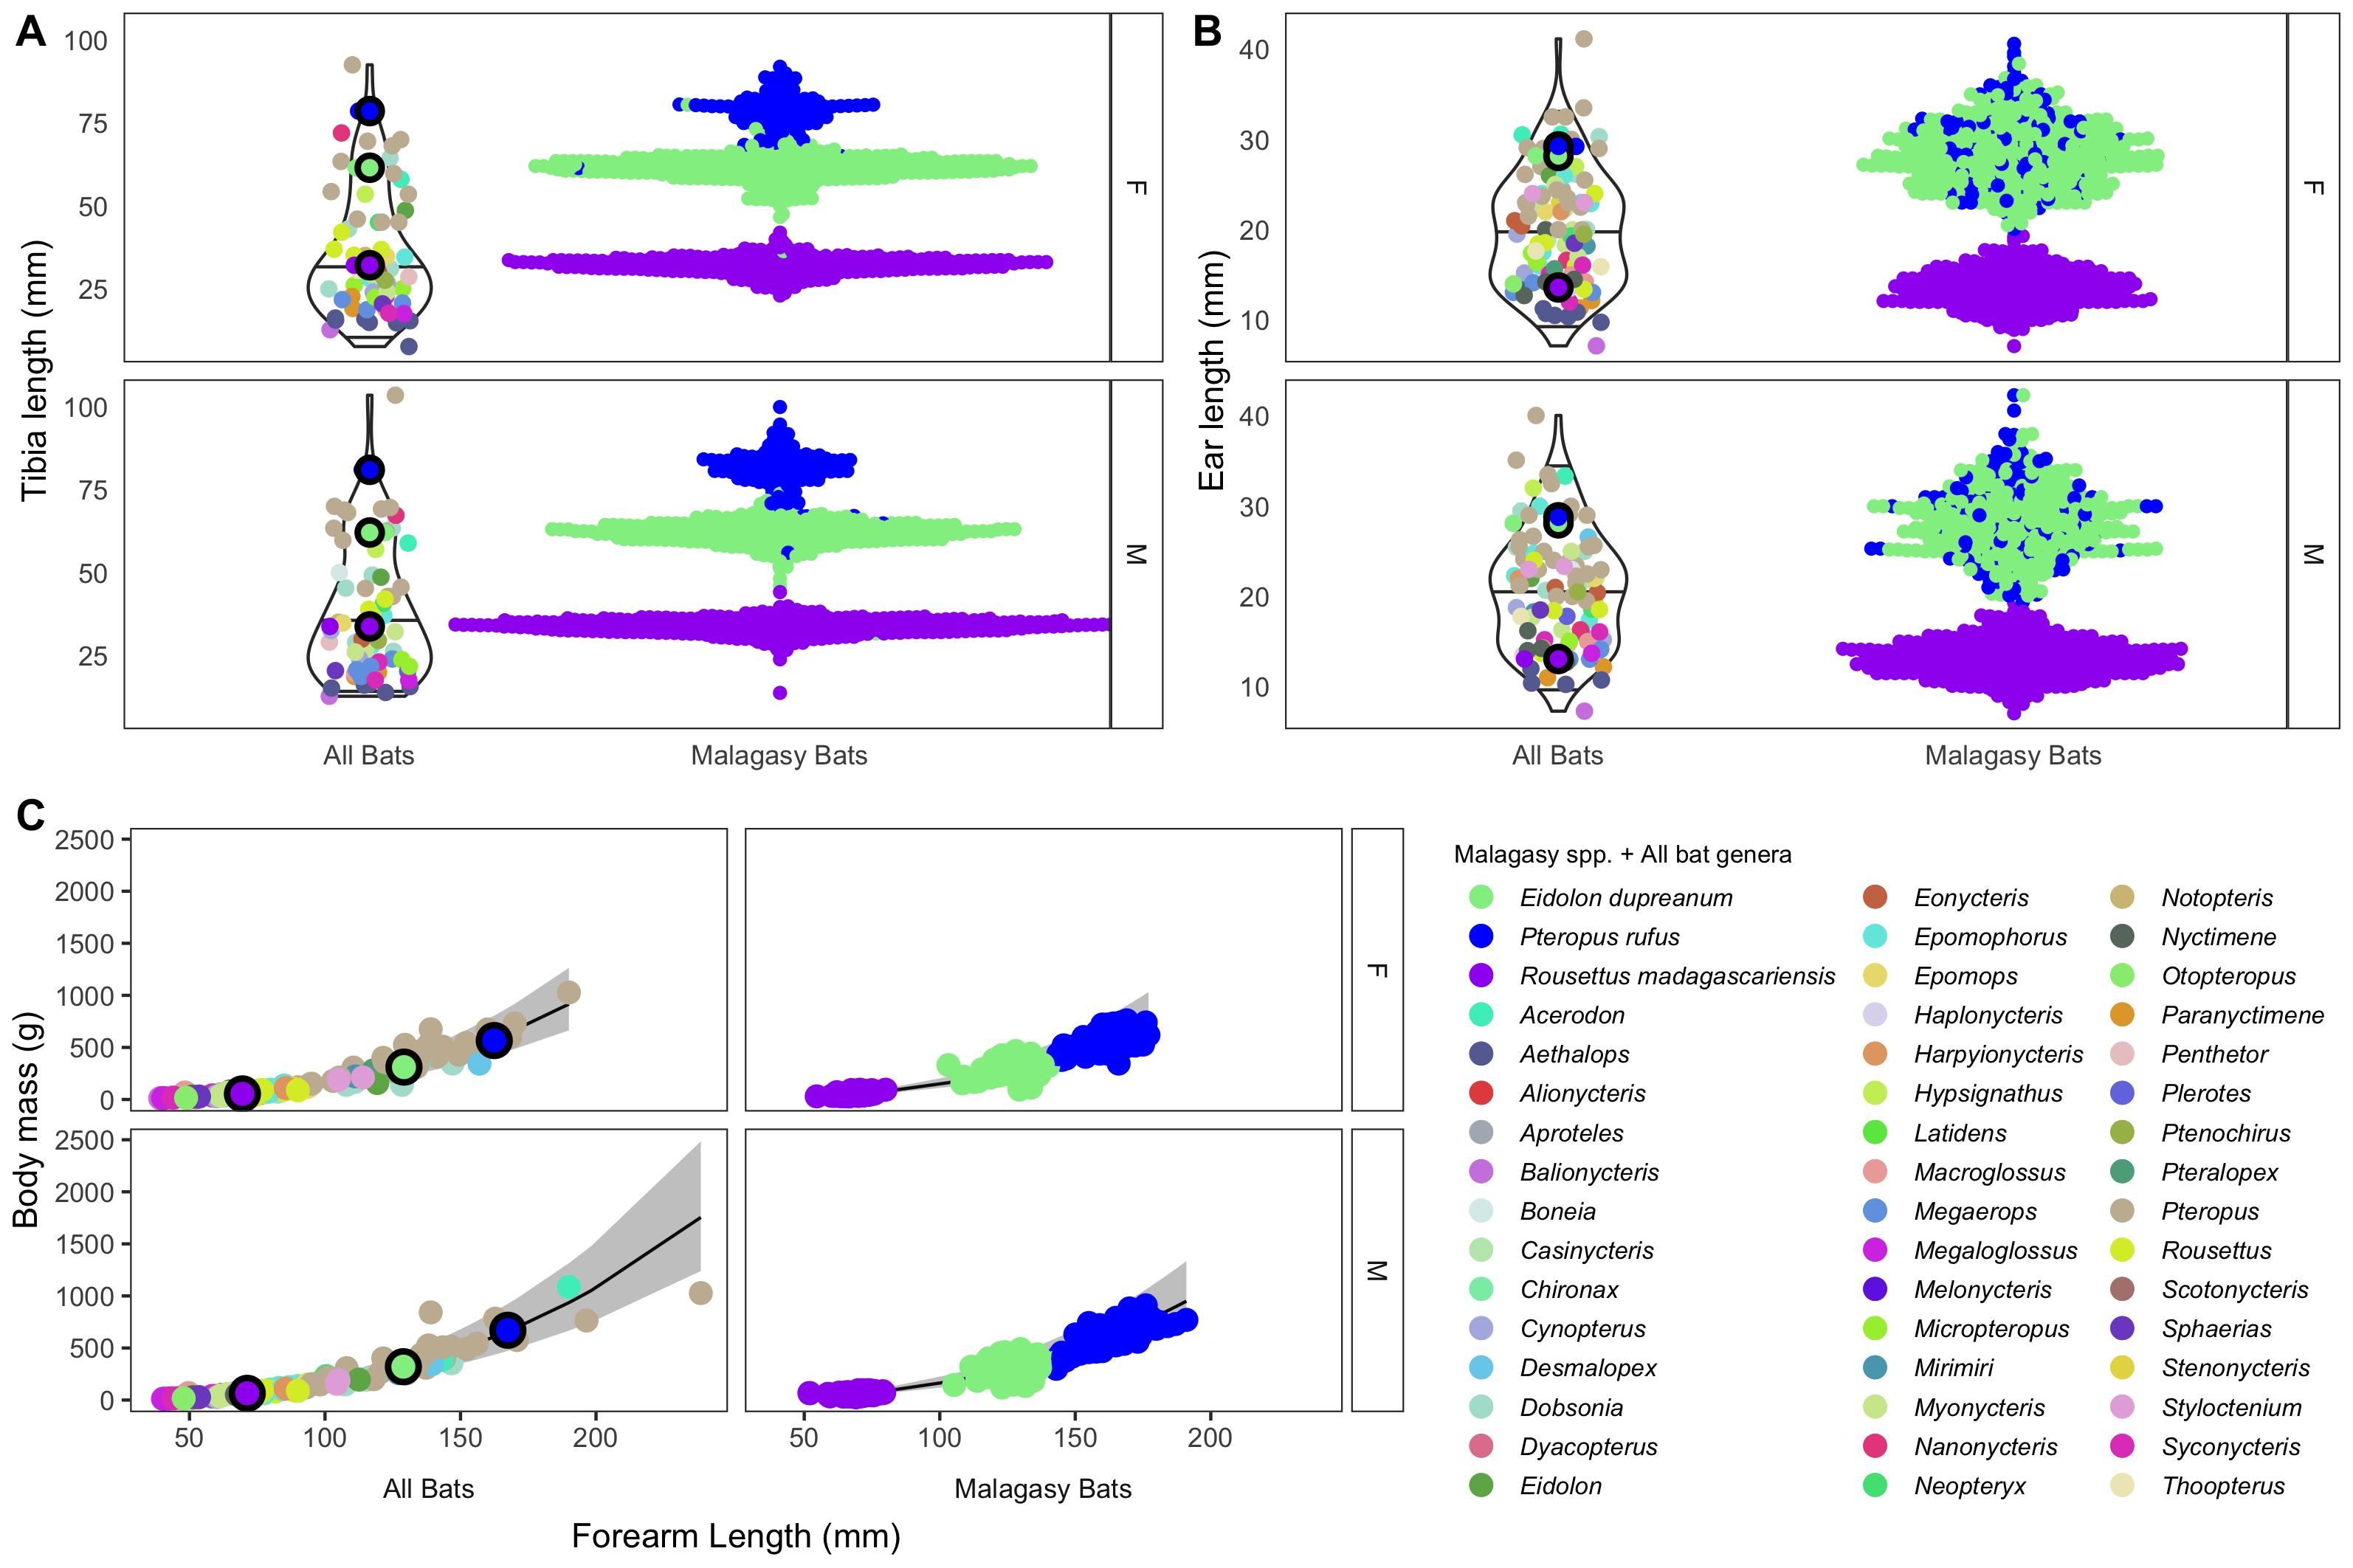 A
Tibia length (mm)
100
75
50
25
F
100
75
50
25
M
All Bats
Malagasy Bats
B
Ear length (mm)
40
30
20
10
F
40
30
20
10
M
All Bats
Malagasy Bats
C
Body mass (g)
2500
2000
1500
1000
500
0
F
2500
2000
1500
1000
500
0
M
50 100 150 200
50 100 150 200
All Bats
Malagasy Bats
Forearm Length (mm)
Malagasy spp. + All bat genera
Eidolon dupreanum
Pteropus rufus
Rousettus madagascariensis
Acerodon
Aethalops
Alionycteris
Aproteles
Balionycteris
Boneia
Casinycteris
Chironax
Cynopterus
Desmalopex
Dobsonia
Dyacopterus
Eidolon
Eonycteris
Epomophorus
Epomops
Haplonycteris
Harpyionycteris
Hypsignathus
Latidens
Macroglossus
Megaerops
Megaloglossus
Melonycteris
Micropteropus
Mirimiri
Myonycteris
Nanonycteris
Neopteryx
Notopteris
Nyctimene
Otopteropus
Paranyctimene
Penthetor
Plerotes
Ptenochirus
Pteralopex
Pteropus
Rousettus
Scotonycteris
Sphaerias
Stenonycteris
Styloctenium
Syconycteris
Thoopterus